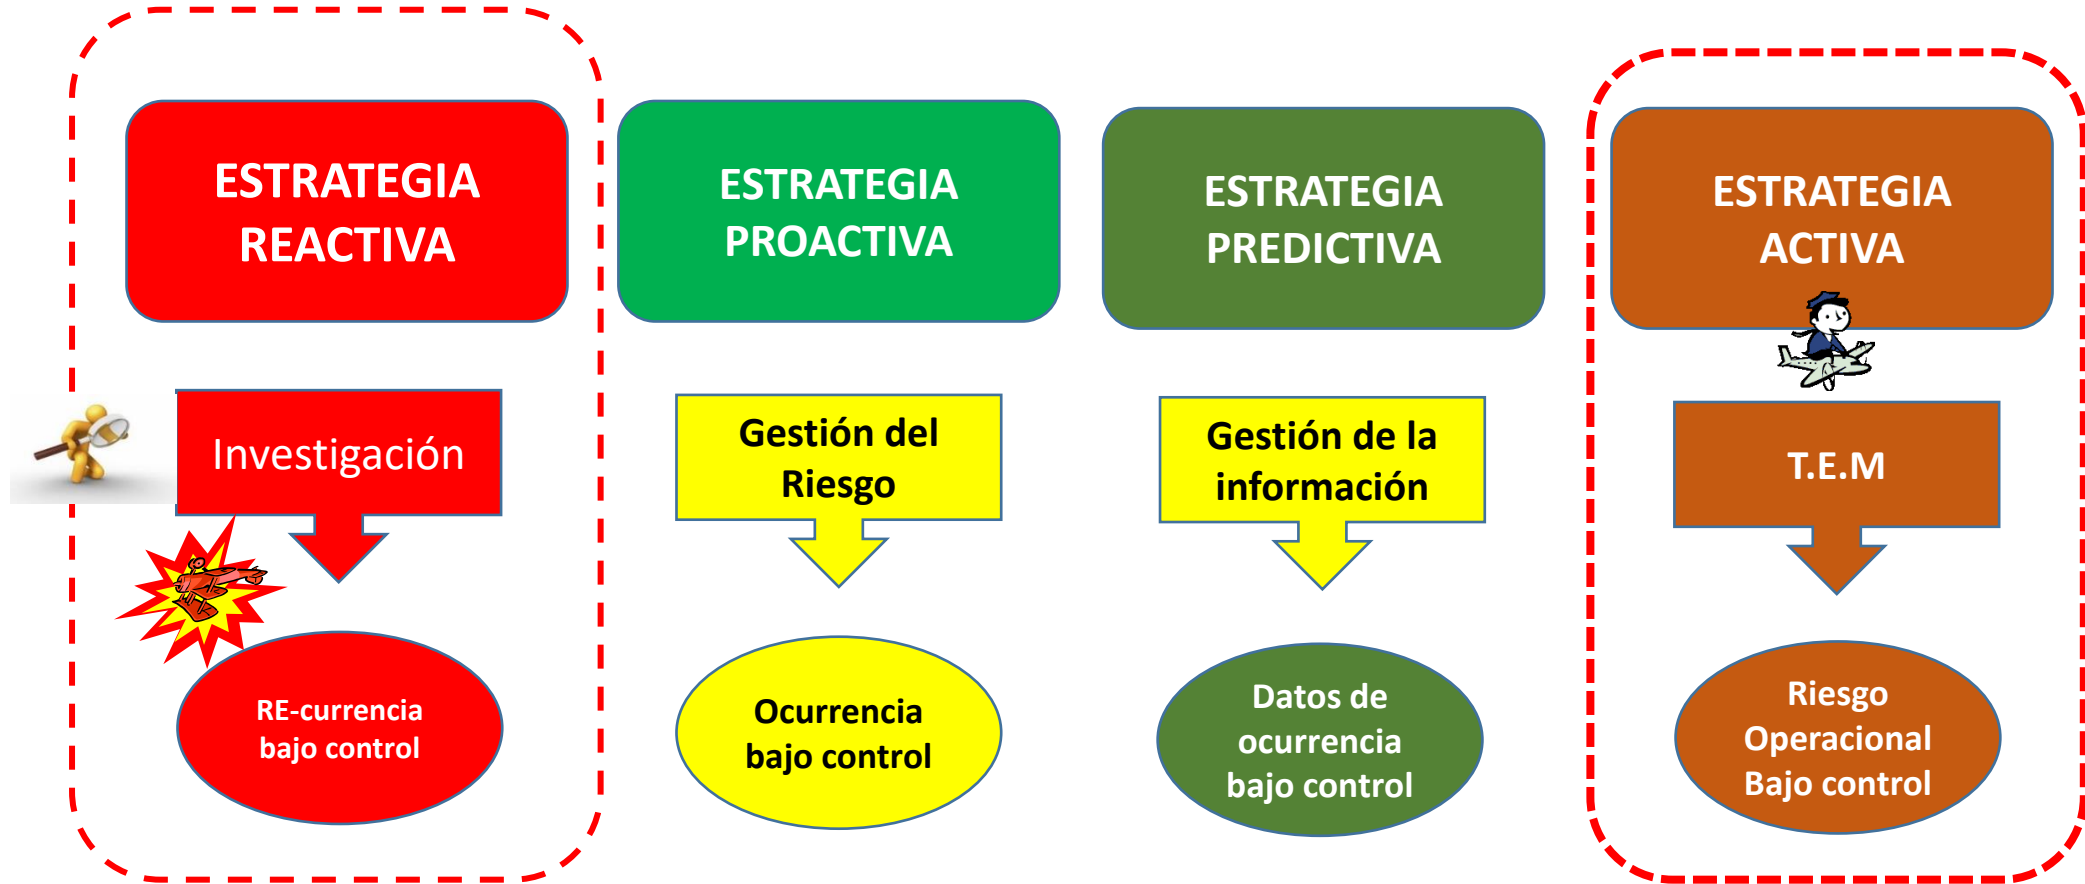 ESTRATEGIA
REACTIVA
Investigación
RE-currencia
bajo control
ESTRATEGIA
PROACTIVA
Gestión del
Riesgo
Ocurrencia
bajo control
ESTRATEGIA
PREDICTIVA
Gestión de la
información
Datos de
ocurrencia
bajo control
ESTRATEGIA
ACTIVA
T.E.M
Riesgo
Operacional
Bajo control